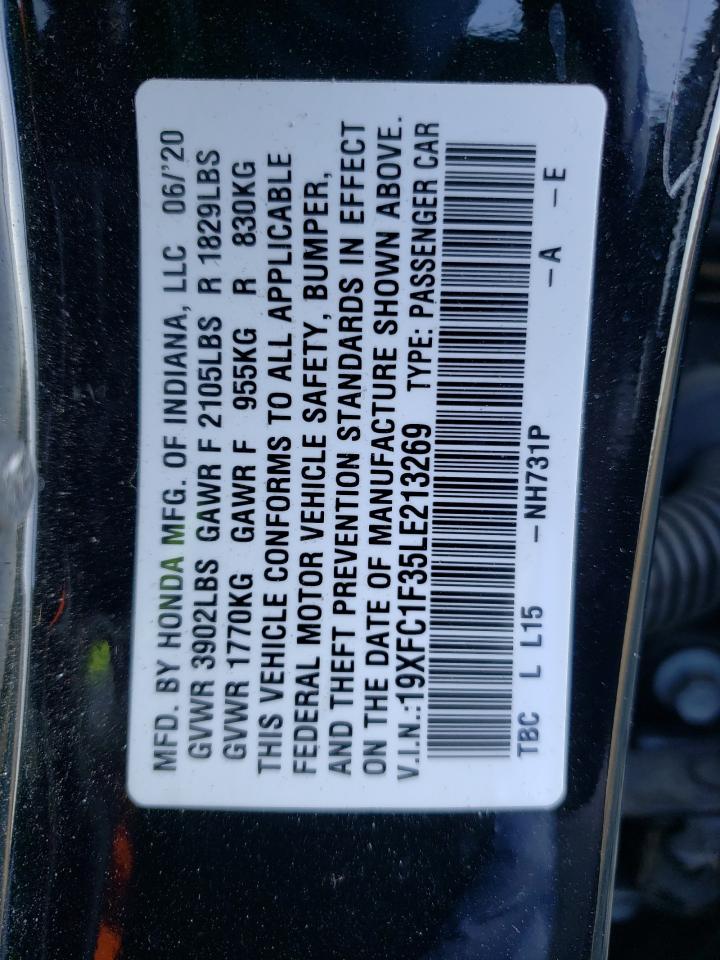 MFD. BY HONDA MFG. OF INDIANA, LLC 06/'20
GVWR 3902LBS GAWR F 2105LBS R 1829LBS
GVWR 1770KG GAWR F 955KG R 830KG
THIS VEHICLE CONFORMS TO ALL APPLICABLE
FEDERAL MOTOR VEHICLE SAFETY, BUMPER,
AND THEFT PREVENTION STANDARDS IN EFFECT
ON THE DATE OF MANUFACTURE SHOWN ABOVE.
V.I.N.:19XFC1F35LE213269 TYPE: PASSENGER CAR
TBC L L15 -NH731P -A -E